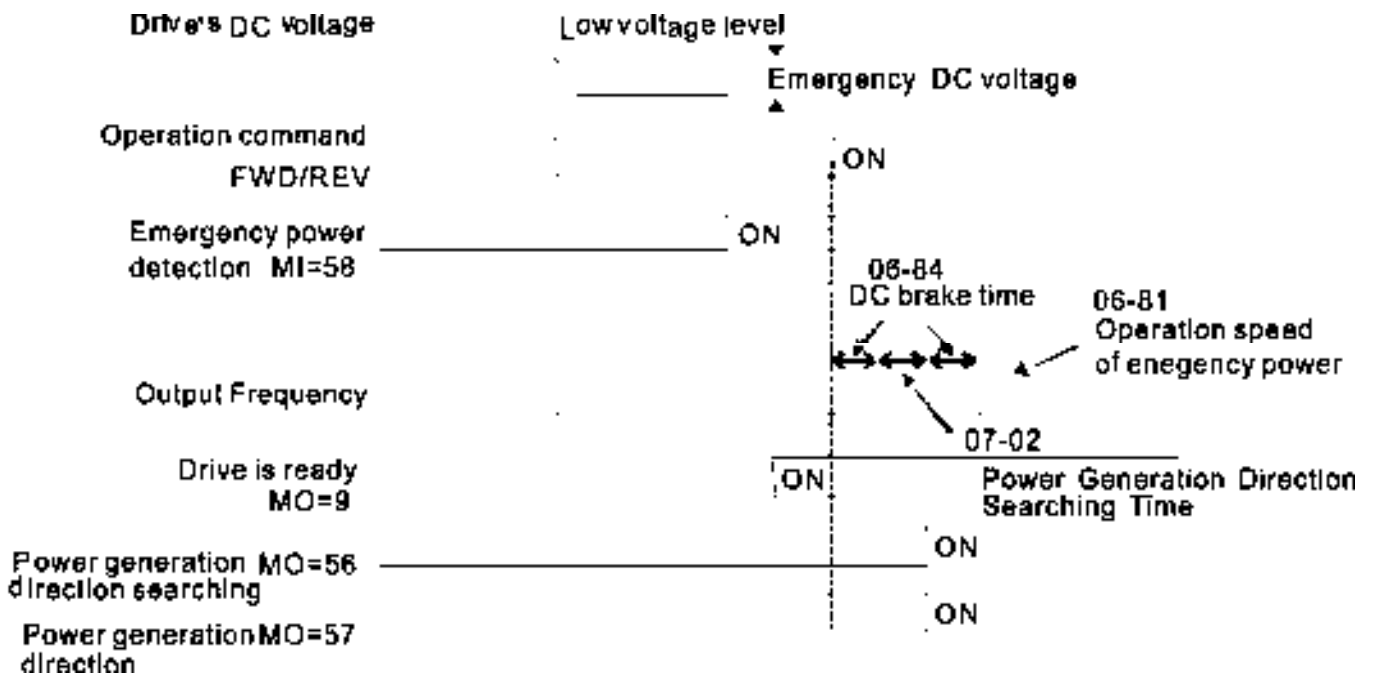 Drive's DC voltage
Low voltage level
Emergency DC voltage
Operation command
FWD/REV
ON
Emergency power
detection MI=58
ON
06-84
DC brake time
06-81
Operation speed
of enegency power
Output Frequency
07-02
Drive is ready
MO=9
ON
Power Generation Direction
Searching Time
Power generation MO=56
direction searching
ON
Power generation MO=57
direction
ON